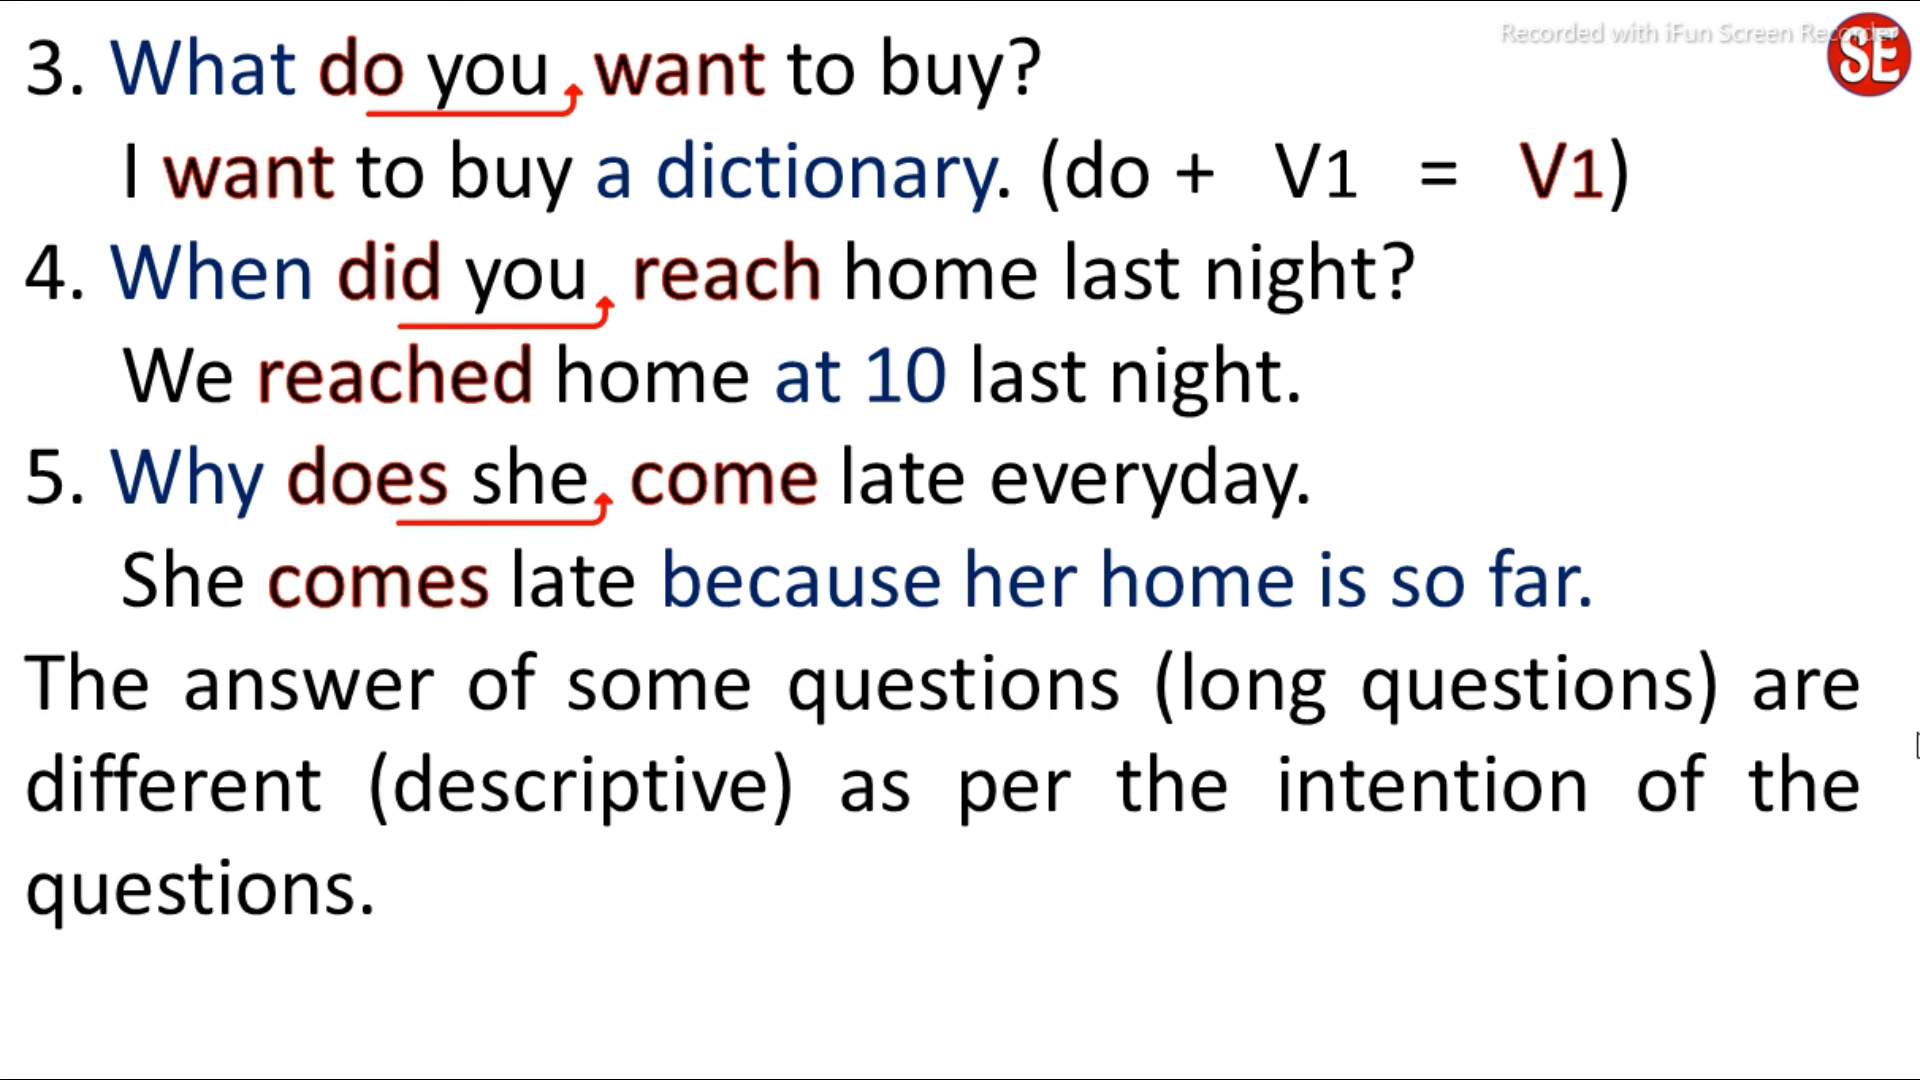 Recorded with iFun Screen Recorder
SE
3. What do you want to buy?
I want to buy a dictionary. (do + V1 = V1)
4. When did you reach home last night?
We reached home at 10 last night.
5. Why does she come late everyday.
She comes late because her home is so far.
The answer of some questions (long questions) are
different (descriptive) as per the intention of the
questions.